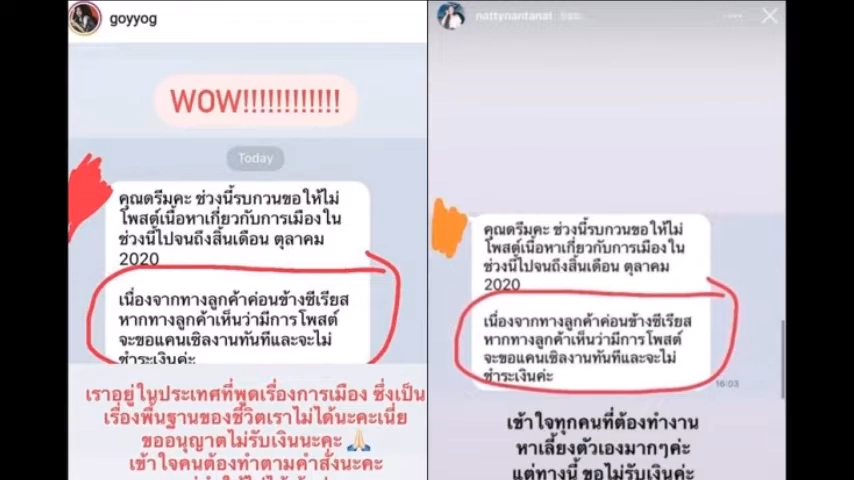 goyyog
WOW!!!!!!!!!!!!
Today
คุณดรีมคะ ช่วงนี้รบกวนขอให้ไม่
โพสต์เนื้อหาเกี่ยวกับการเมืองใน
ช่วงนี้ไปจนถึงสิ้นเดือน ตุลาคม
2020
เนื่องจากทางลูกค้าค่อนข้างซีเรียส
หากทางลูกค้าเห็นว่ามีการโพสต์
จะขอแคนเซิลงานทันทีและจะไม่
ชำระเงินค่ะ
เราอยู่ในประเทศที่พูดเรื่องการเมือง ซึ่งเป็น
เรื่องพื้นฐานของชีวิตเราไม่ได้นะคะเนี่ย
ขออนุญาตไม่รับเงินนะคะ 🙏🏻
เข้าใจคนต้องทำตามคำสั่งนะคะ
nattynantanat
คุณดรีมคะ ช่วงนี้รบกวนขอให้ไม่
โพสต์เนื้อหาเกี่ยวกับการเมืองใน
ช่วงนี้ไปจนถึงสิ้นเดือน ตุลาคม
2020
เนื่องจากทางลูกค้าค่อนข้างซีเรียส
หากทางลูกค้าเห็นว่ามีการโพสต์
จะขอแคนเซิลงานทันทีและจะไม่
ชำระเงินค่ะ
16:03
เข้าใจทุกคนที่ต้องทำงาน
หาเลี้ยงตัวเองมากๆค่ะ
แต่ทางนี้ ขอไม่รับเงินค่ะ